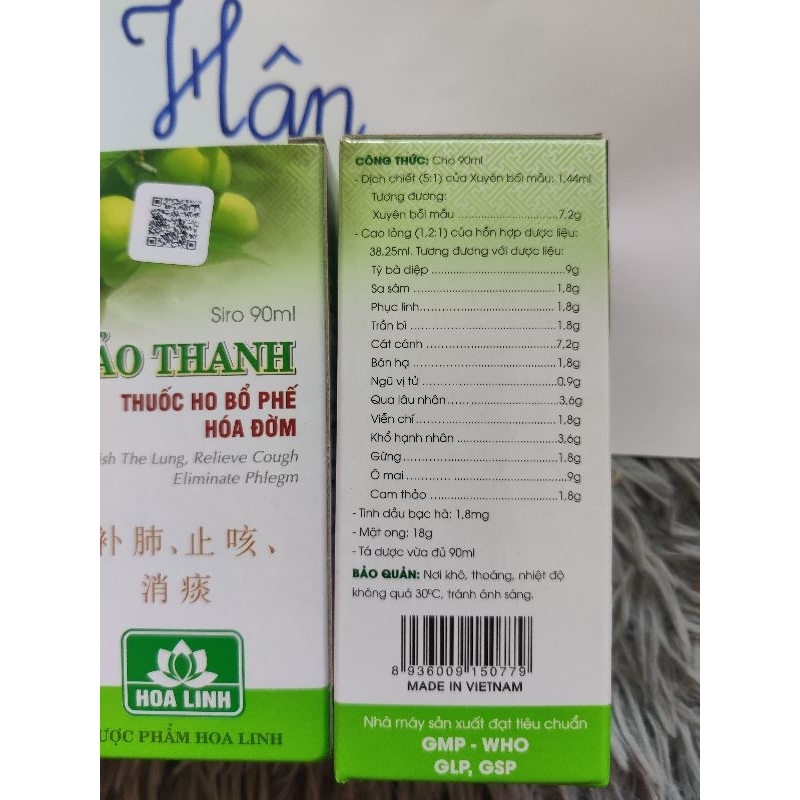 Hân
Siro 90ml
ẢO THANH
THUỐC HO BỔ PHẾ
HÓA ĐỜM
ish The Lung, Relieve Cough
Eliminate Phlegm
补肺、止咳、
消痰
HOA LINH
ƯỢC PHẨM HOA LINH
CÔNG THỨC: Cho 90ml
- Dịch chiết (5:1) của Xuyên bối mẫu: 1,44ml
Tương đương:
Xuyên bối mẫu ........................ 7,2g
- Cao lỏng (1,2:1) của hỗn hợp dược liệu:
38,25ml. Tương đương với dược liệu:
Tỳ bà diệp ........................ 9g
Sa sâm ........................ 1,8g
Phục linh ........................ 1,8g
Trần bì ........................ 1,8g
Cát cánh ........................ 7,2g
Bán hạ ........................ 1,8g
Ngũ vị tử ........................ 0,9g
Qua lâu nhân ........................ 3,6g
Viễn chí ........................ 1,8g
Khổ hạnh nhân ........................ 3,6g
Gừng ........................ 1,8g
Ô mai ........................ 9g
Cam thảo ........................ 1,8g
- Tinh dầu bạc hà: 1,8mg
- Mật ong: 18g
- Tá dược vừa đủ 90ml
BẢO QUẢN: Nơi khô, thoáng, nhiệt độ
không quá 30ºC, tránh ánh sáng.
8 936009 150779
MADE IN VIETNAM
Nhà máy sản xuất đạt tiêu chuẩn
GMP - WHO
GLP, GSP